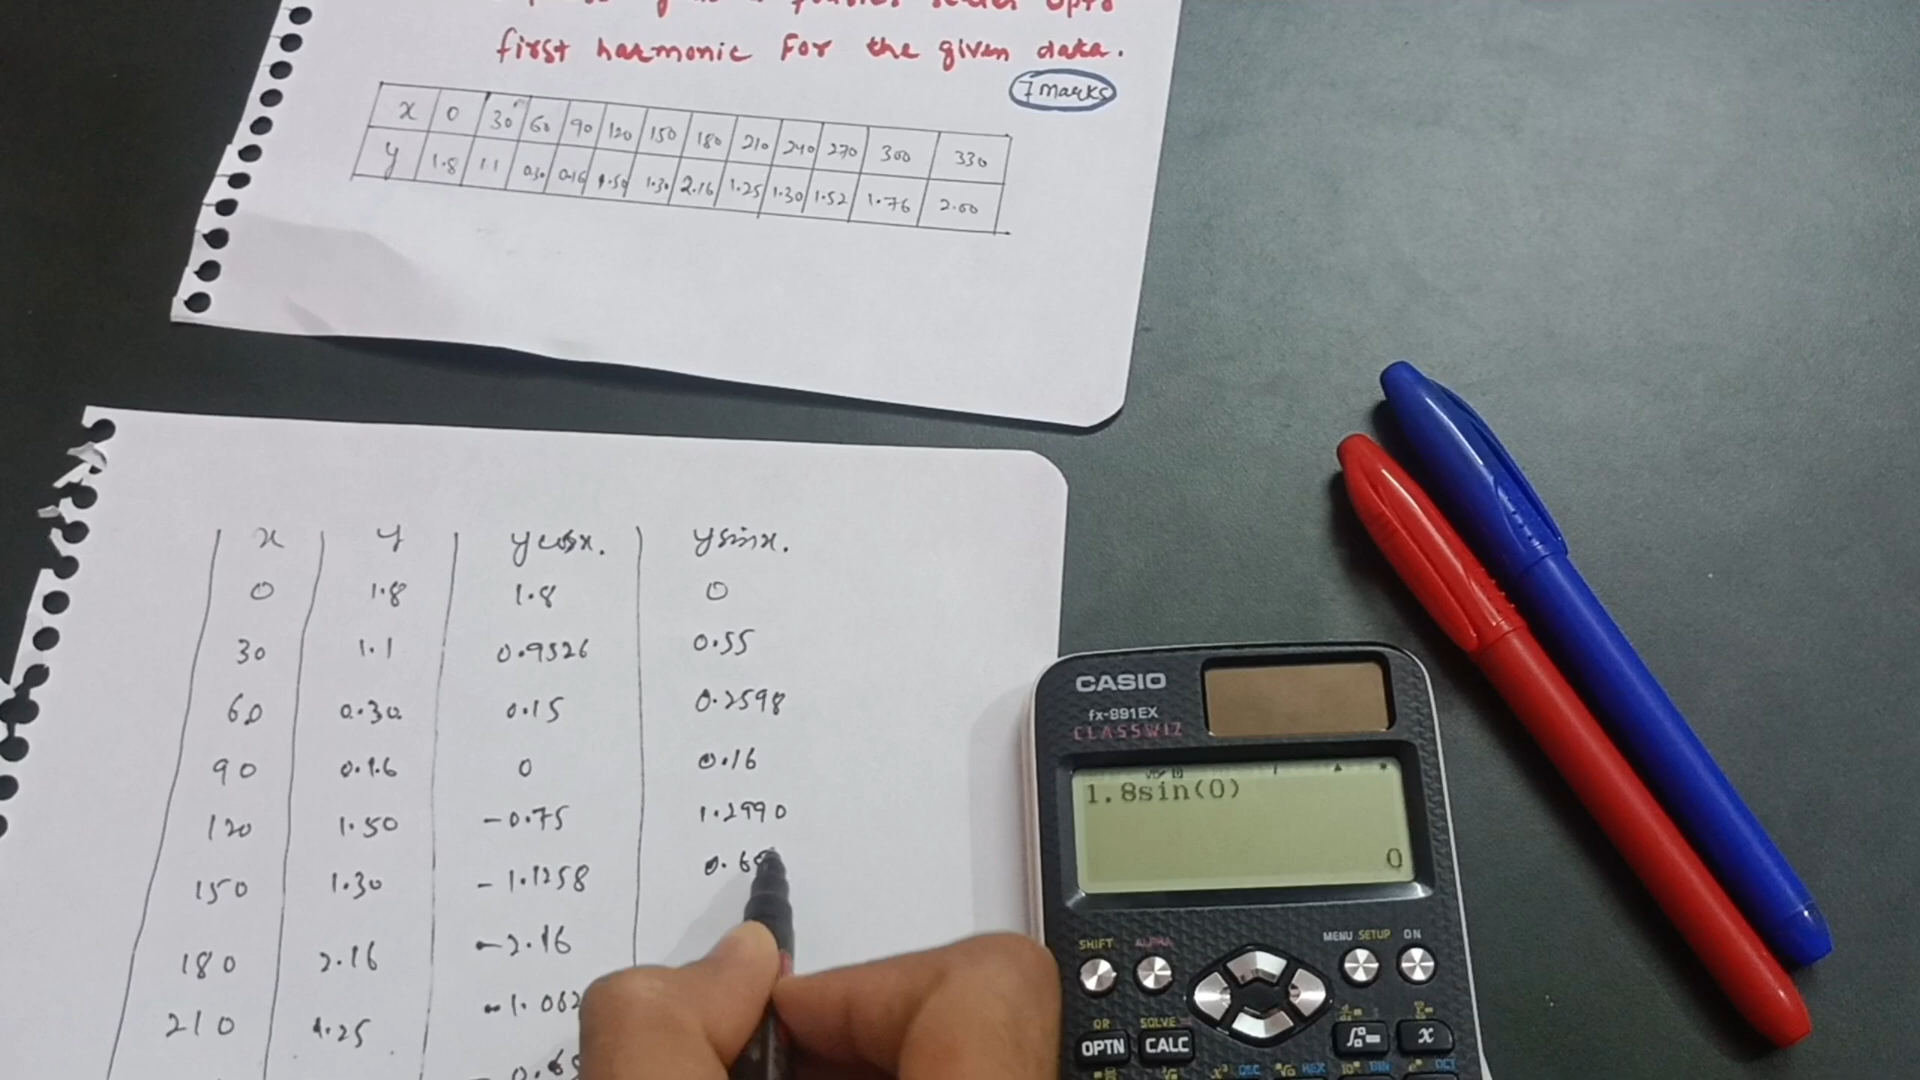 first harmonic For the given data.
7 marks
x 0 30 60 90 120 150 180 210 240 270 300 330
y 1.8 1.1 0.30 0.16 1.50 1.30 2.16 1.25 1.30 1.52 1.76 2.00
x y ycosx. ysinx.
0 1.8 1.8 0
30 1.1 0.9526 0.55
60 0.30 0.15 0.2598
90 0.16 0 0.16
120 1.50 -0.75 1.2990
150 1.30 -1.1258 0.65
180 2.16 -2.16
210 1.25 -1.062
CASIO
fx-991EX
CLASSWIZ
1.8sin(0)
0
SHIFT ALPHA MENU SETUP ON
SOLVE =
OPTN CALC x